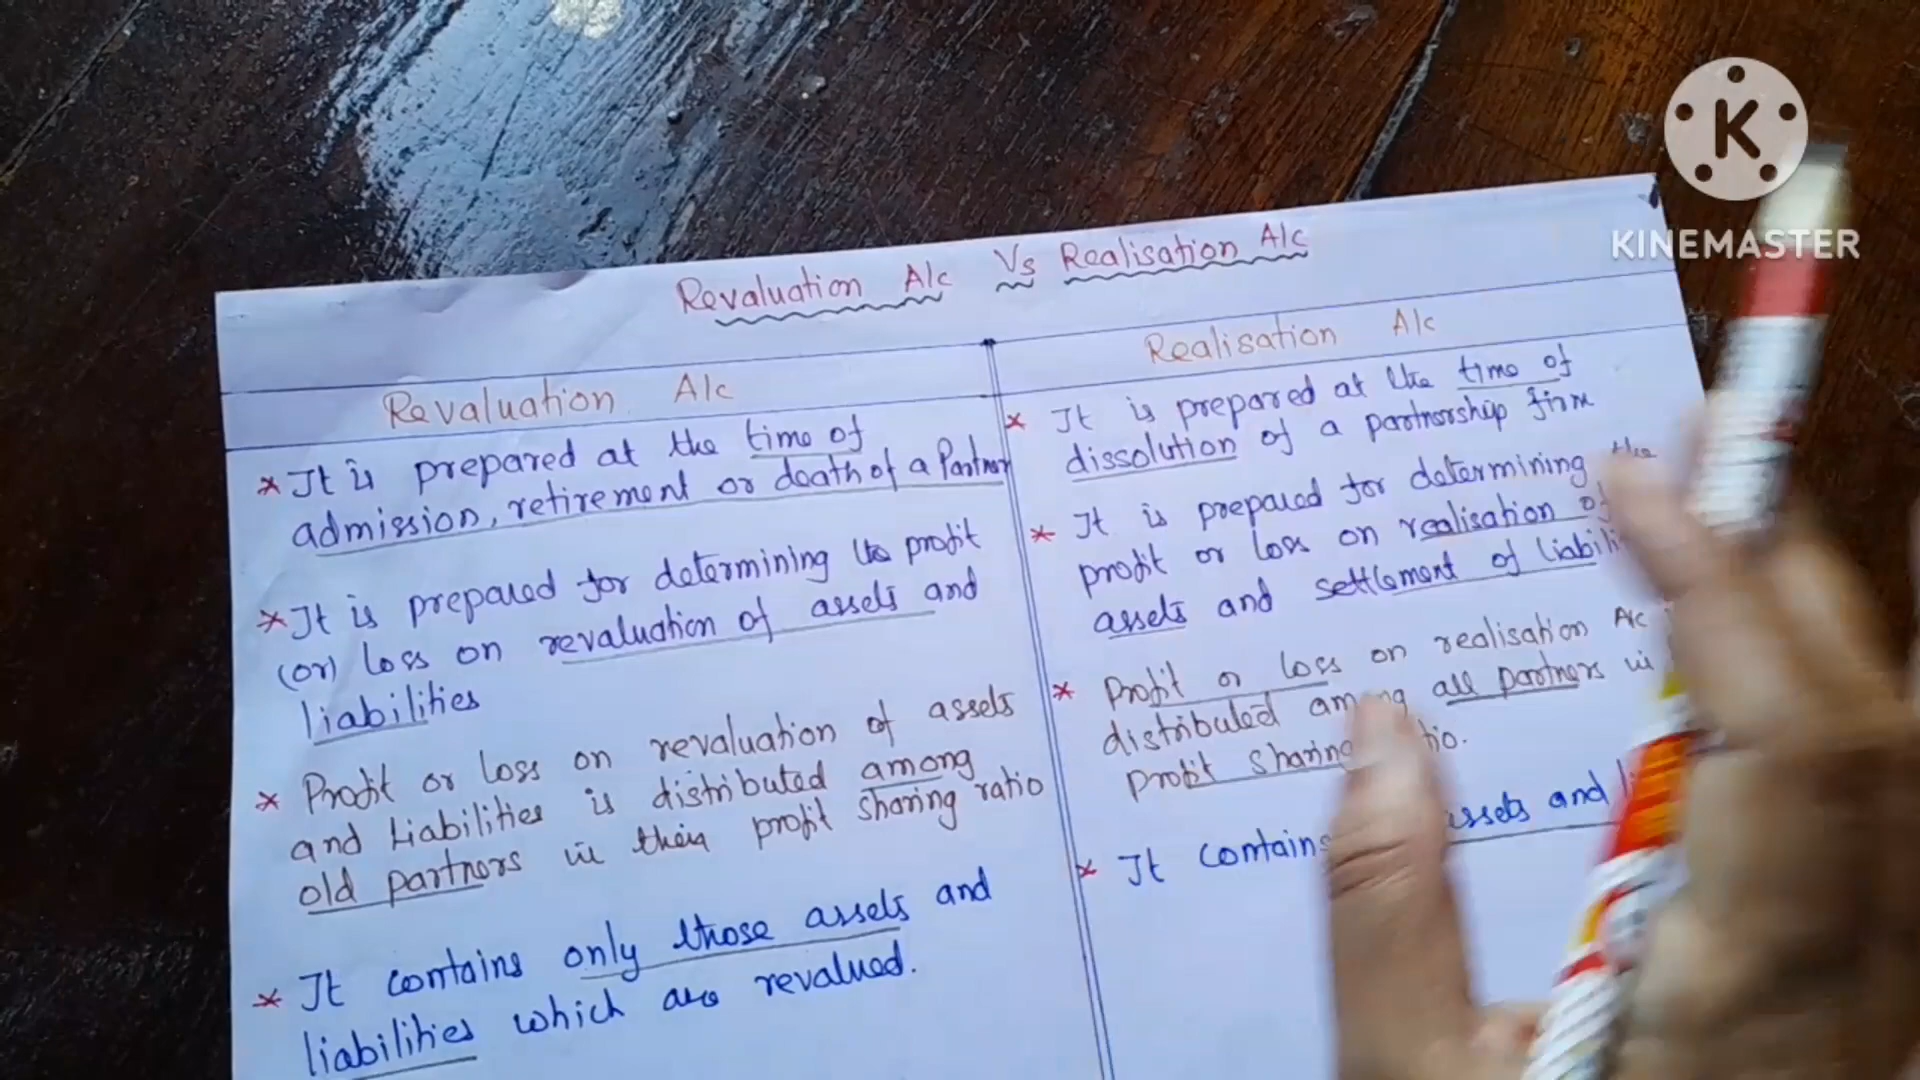 K
KINEMASTER
Revaluation A/c Vs Realisation A/c
Revaluation A/c
* It is prepared at the time of
admission, retirement or death of a Partner
* It is prepared for determining the profit
(or) loss on revaluation of assets and
liabilities
* Profit or loss on revaluation of assets
and Liabilities is distributed among
old partners in their profit sharing ratio
* It contains only those assets and
liabilities which are revalued.
Realisation A/c
* It is prepared at the time of
dissolution of a partnership firm
* It is prepared for determining the
profit or loss on realisation of
assets and settlement of
* Profit or loss on realisation A/c
distributed among all partners in
profit sharing
* It contains assets and